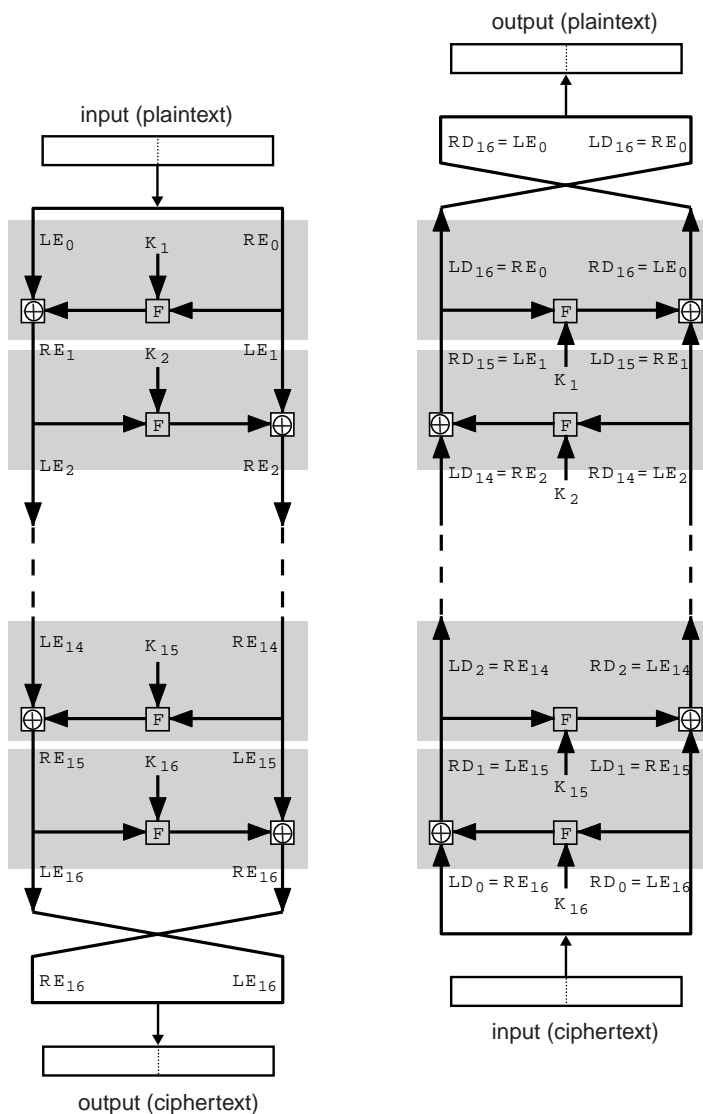 input (plaintext)
LE₀ K₁ RE₀
F
RE₁ K₂ LE₁
F
LE₂ RE₂
LE₁₄ K₁₅ RE₁₄
F
RE₁₅ K₁₆ LE₁₅
F
LE₁₆ RE₁₆
RE₁₆ LE₁₆
output (ciphertext)
output (plaintext)
RD₁₆=LE₀ LD₁₆=RE₀
LD₁₆=RE₀ RD₁₆=LE₀
F
RD₁₅=LE₁ K₁ LD₁₅=RE₁
F
LD₁₄=RE₂ K₂ RD₁₄=LE₂
LD₂=RE₁₄ RD₂=LE₁₄
F
RD₁=LE₁₅ K₁₅ LD₁=RE₁₅
F
LD₀=RE₁₆ K₁₆ RD₀=LE₁₆
input (ciphertext)